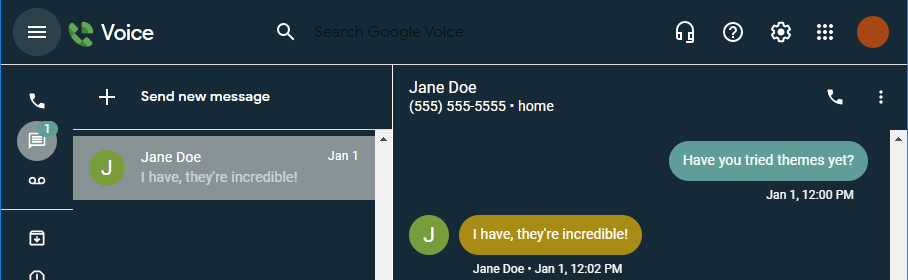 Voice
Search Google Voice
1
Send new message
J
Jane Doe
Jan 1
I have, they're incredible!
Jane Doe
(555) 555-5555 • home
Have you tried themes yet?
Jan 1, 12:00 PM
J
I have, they're incredible!
Jane Doe • Jan 1, 12:02 PM